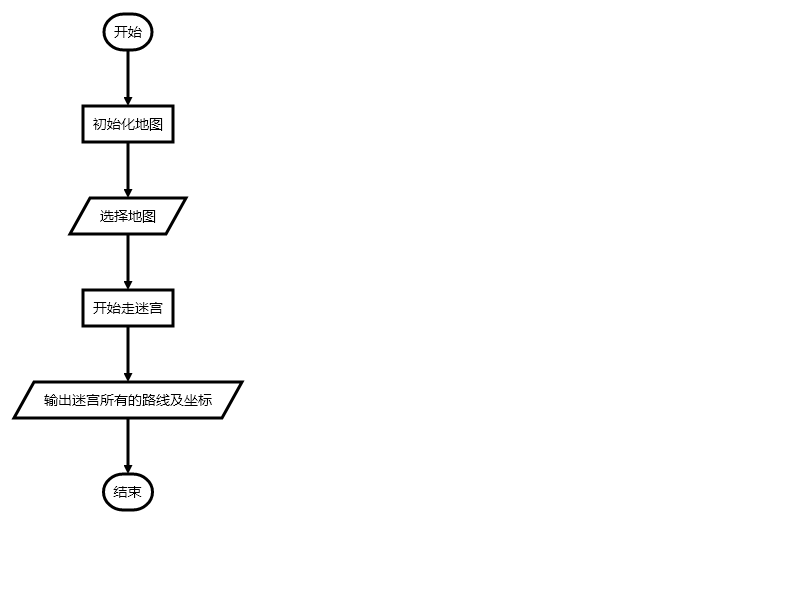 开始
初始化地图
选择地图
开始走迷宫
输出迷宫所有的路线及坐标
结束